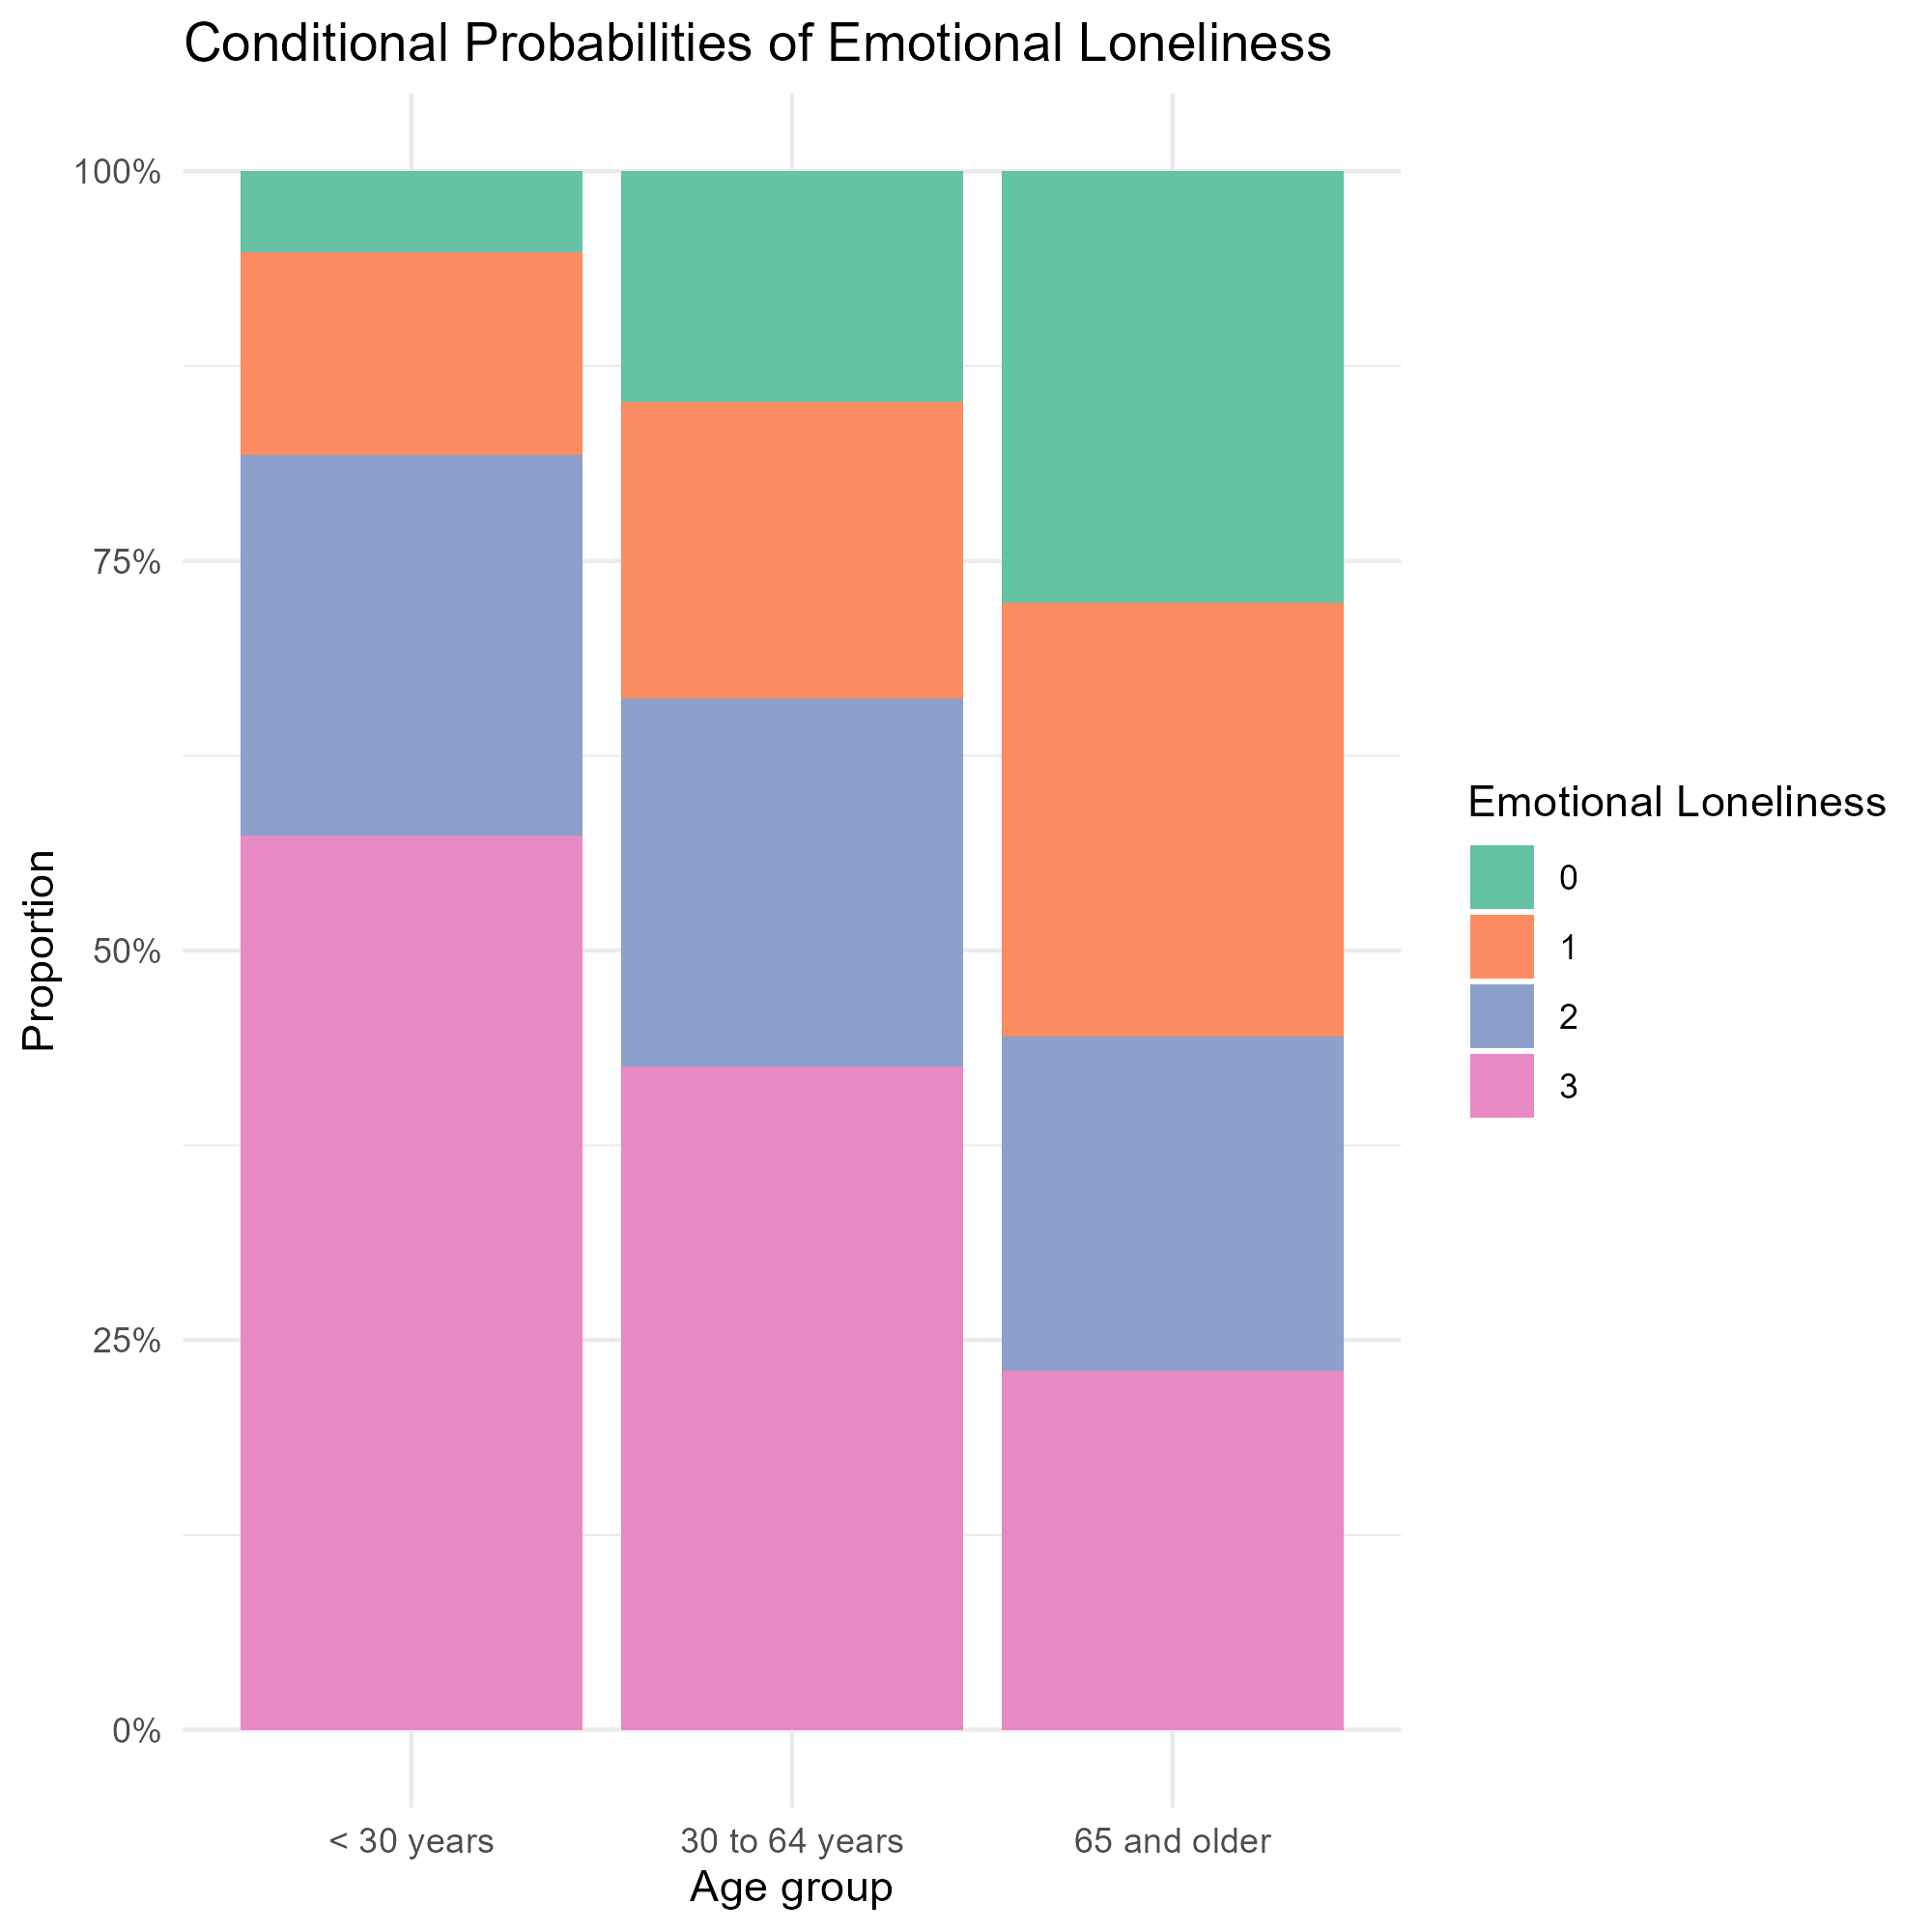 Conditional Probabilities of Emotional Loneliness
100%
75%
50%
25%
0%
Proportion
< 30 years
30 to 64 years
65 and older
Age group
Emotional Loneliness
0
1
2
3